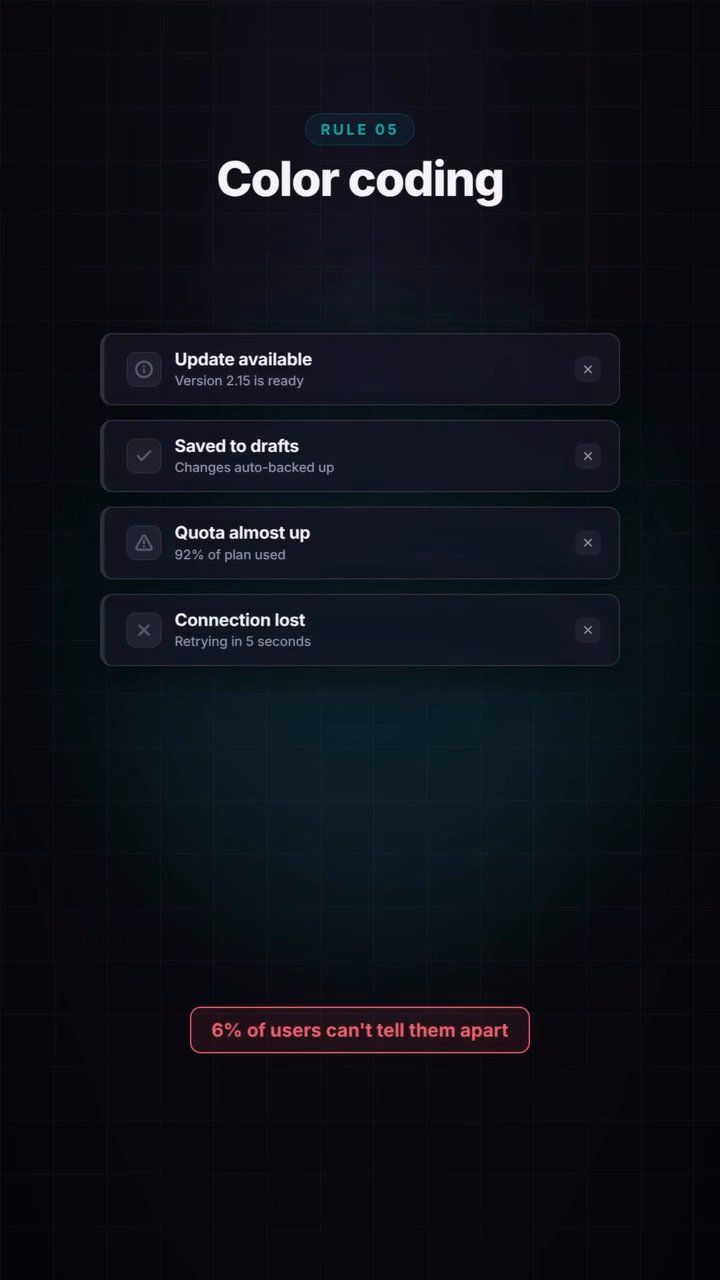 RULE 05
Color coding
Update available
Version 2.15 is ready
Saved to drafts
Changes auto-backed up
Quota almost up
92% of plan used
Connection lost
Retrying in 5 seconds
6% of users can't tell them apart